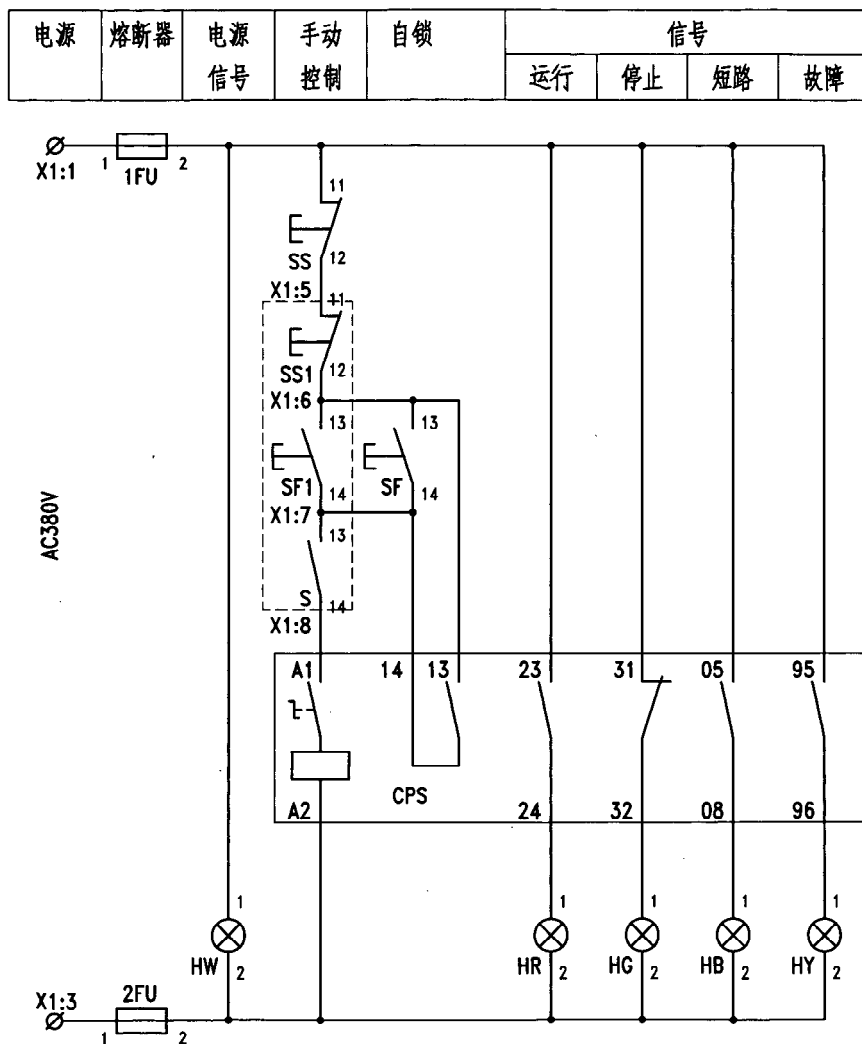 电源 熔断器 电源 手动 自锁 信号
信号 控制 运行 停止 短路 故障
X1:1 1 1FU 2
11
SS 12
X1:5 11
SS1 12
X1:6
13 13
SF1 14 SF 14
X1:7 13
AC380V
S 14
X1:8
A1 14 13 23 31 05 95
CPS
A2 24 32 08 96
1 1 1 1 1
HW 2 HR 2 HG 2 HB 2 HY 2
X1:3 2FU
1 2